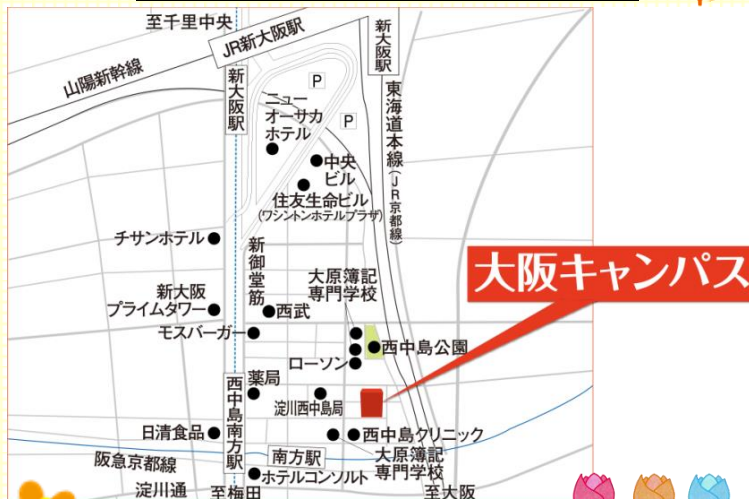 至千里中央
JR新大阪駅
新大阪駅
山陽新幹線
新大阪駅
P
P
東海道本線(JR京都線)
ニュー
オーサカ
ホテル
中央
ビル
住友生命ビル
(ワシントンホテルプラザ)
チサンホテル
新御堂筋
大原簿記
専門学校
大阪キャンパス
新大阪
プライムタワー
西武
モスバーガー
西中島公園
ローソン
薬局
西中島南方駅
淀川西中島局
日清食品
西中島クリニック
阪急京都線
南方駅
大原簿記
専門学校
ホテルコンソルト
淀川通
至梅田
至大阪